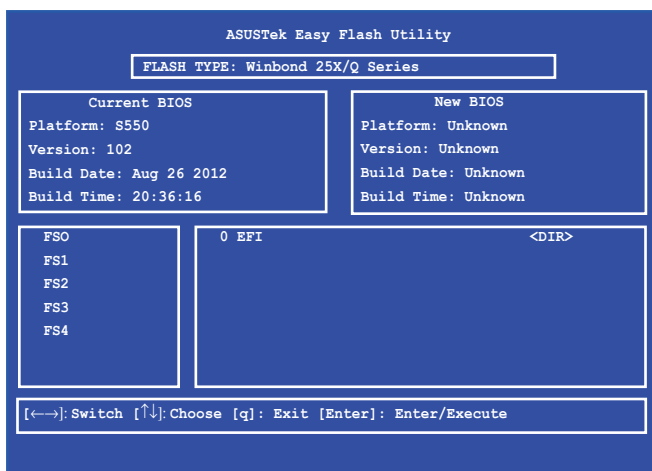 ASUSTek Easy Flash Utility
FLASH TYPE: Winbond 25X/Q Series
Current BIOS
Platform: S550
Version: 102
Build Date: Aug 26 2012
Build Time: 20:36:16
New BIOS
Platform: Unknown
Version: Unknown
Build Date: Unknown
Build Time: Unknown
FSO
FS1
FS2
FS3
FS4
0 EFI <DIR>
[←→]: Switch [↑↓]: Choose [q]: Exit [Enter]: Enter/Execute